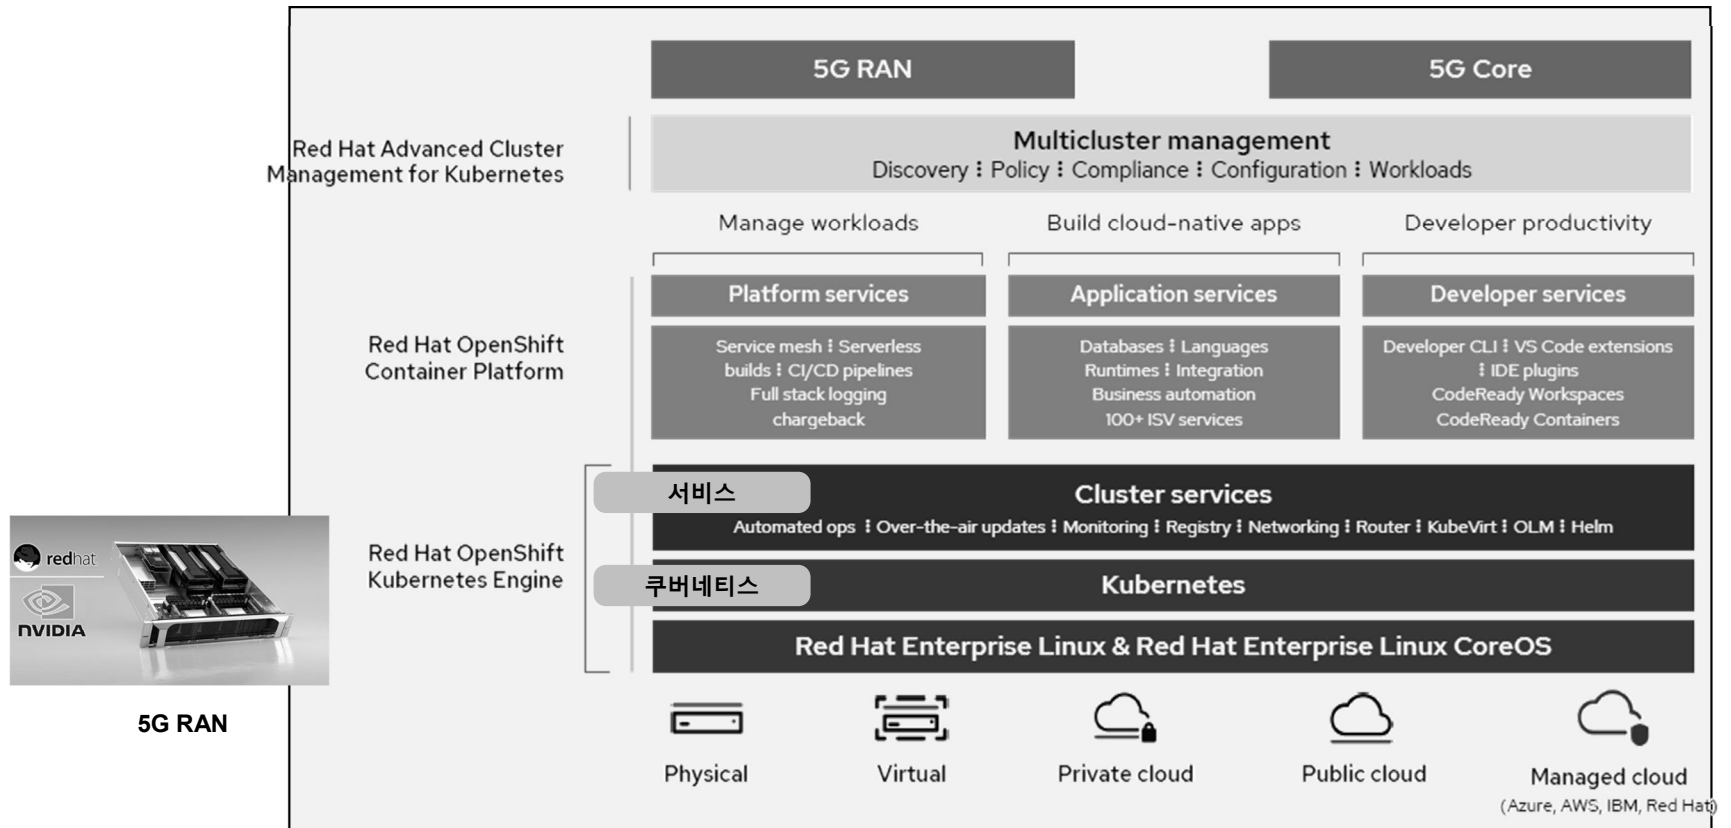 5G RAN
5G Core
Red Hat Advanced Cluster
Management for Kubernetes
Multicluster management
Discovery ⁝ Policy ⁝ Compliance ⁝ Configuration ⁝ Workloads
Manage workloads
Build cloud-native apps
Developer productivity
Red Hat OpenShift
Container Platform
Platform services
Service mesh ⁝ Serverless
builds ⁝ CI/CD pipelines
Full stack logging
chargeback
Application services
Databases ⁝ Languages
Runtimes ⁝ Integration
Business automation
100+ ISV services
Developer services
Developer CLI ⁝ VS Code extensions
⁝ IDE plugins
CodeReady Workspaces
CodeReady Containers
Red Hat OpenShift
Kubernetes Engine
서비스
Cluster services
Automated ops ⁝ Over-the-air updates ⁝ Monitoring ⁝ Registry ⁝ Networking ⁝ Router ⁝ KubeVirt ⁝ OLM ⁝ Helm
쿠버네티스
Kubernetes
Red Hat Enterprise Linux & Red Hat Enterprise Linux CoreOS
redhat
NVIDIA
5G RAN
Physical
Virtual
Private cloud
Public cloud
Managed cloud
(Azure, AWS, IBM, Red Hat)